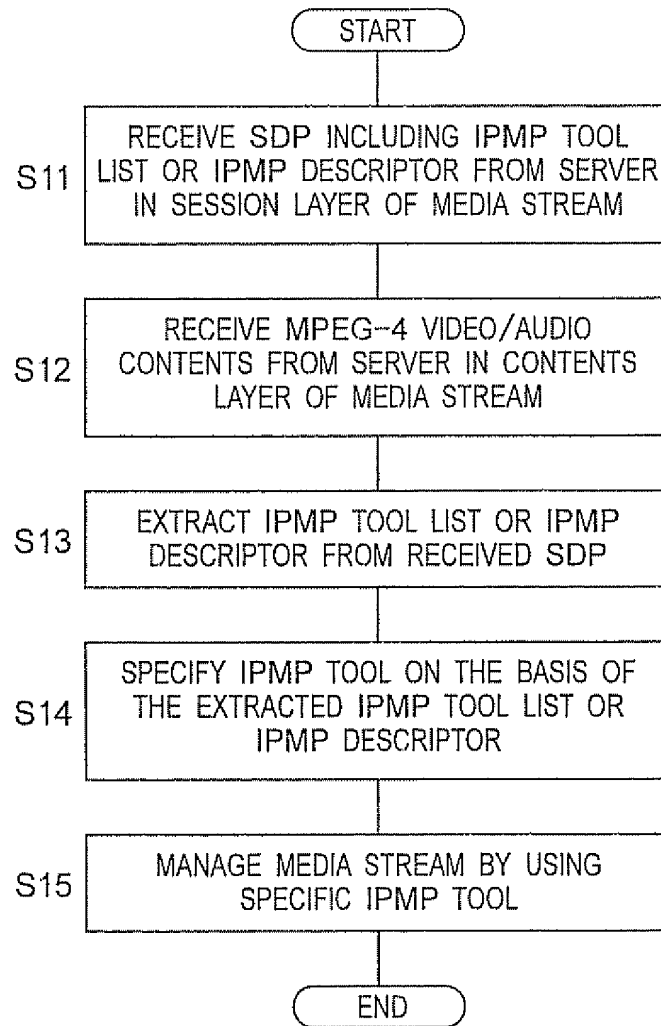 START
S11
RECEIVE SDP INCLUDING IPMP TOOL
LIST OR IPMP DESCRIPTOR FROM SERVER
IN SESSION LAYER OF MEDIA STREAM
S12
RECEIVE MPEG-4 VIDEO/AUDIO
CONTENTS FROM SERVER IN CONTENTS
LAYER OF MEDIA STREAM
S13
EXTRACT IPMP TOOL LIST OR IPMP
DESCRIPTOR FROM RECEIVED SDP
S14
SPECIFY IPMP TOOL ON THE BASIS OF
THE EXTRACTED IPMP TOOL LIST OR
IPMP DESCRIPTOR
S15
MANAGE MEDIA STREAM BY USING
SPECIFIC IPMP TOOL
END